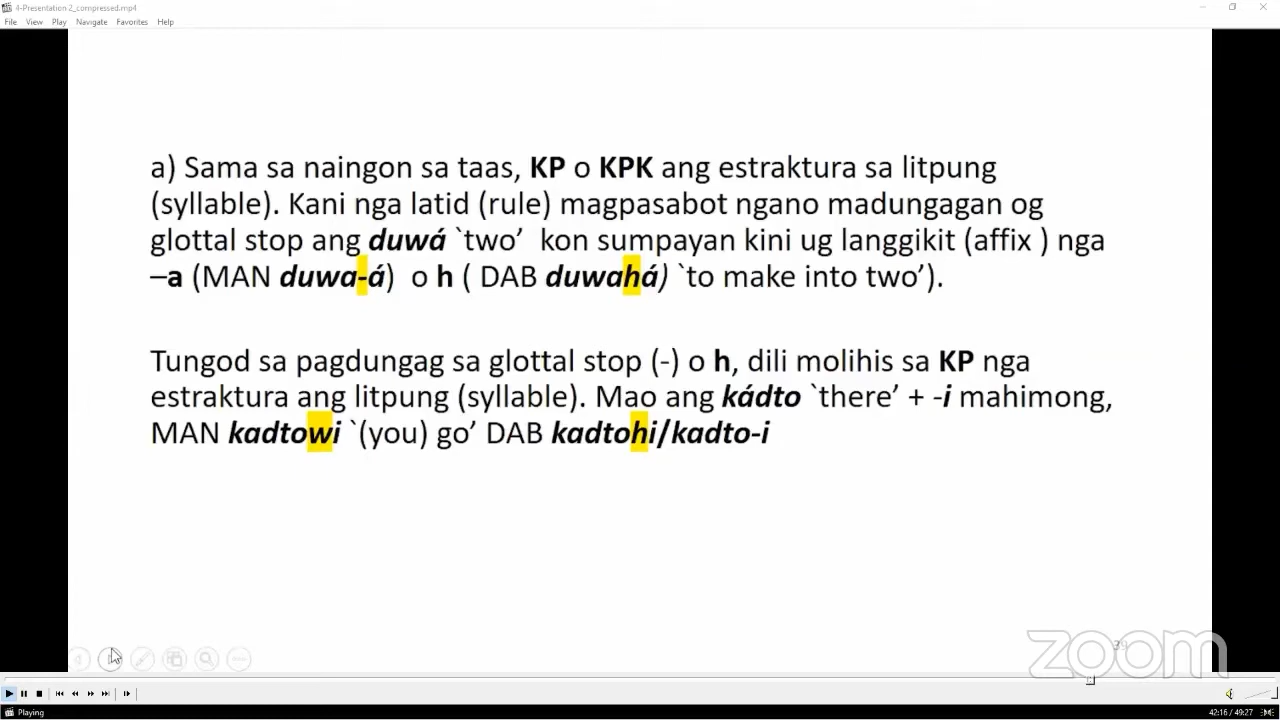 4-Presentation 2_compressed.mp4
File View Play Navigate Favorites Help
a) Sama sa naingon sa taas, KP o KPK ang estraktura sa litpung
(syllable). Kani nga latid (rule) magpasabot ngano madungagan og
glottal stop ang duwá `two’ kon sumpayan kini ug langgikit (affix ) nga
–a (MAN duwa-á) o h ( DAB duwahá) `to make into two’).
Tungod sa pagdungag sa glottal stop (-) o h, dili molihis sa KP nga
estraktura ang litpung (syllable). Mao ang kádto `there’ + -i mahimong,
MAN kadtowi `(you) go’ DAB kadtohi/kadto-i
39
zoom
Playing
42:16 / 49:27